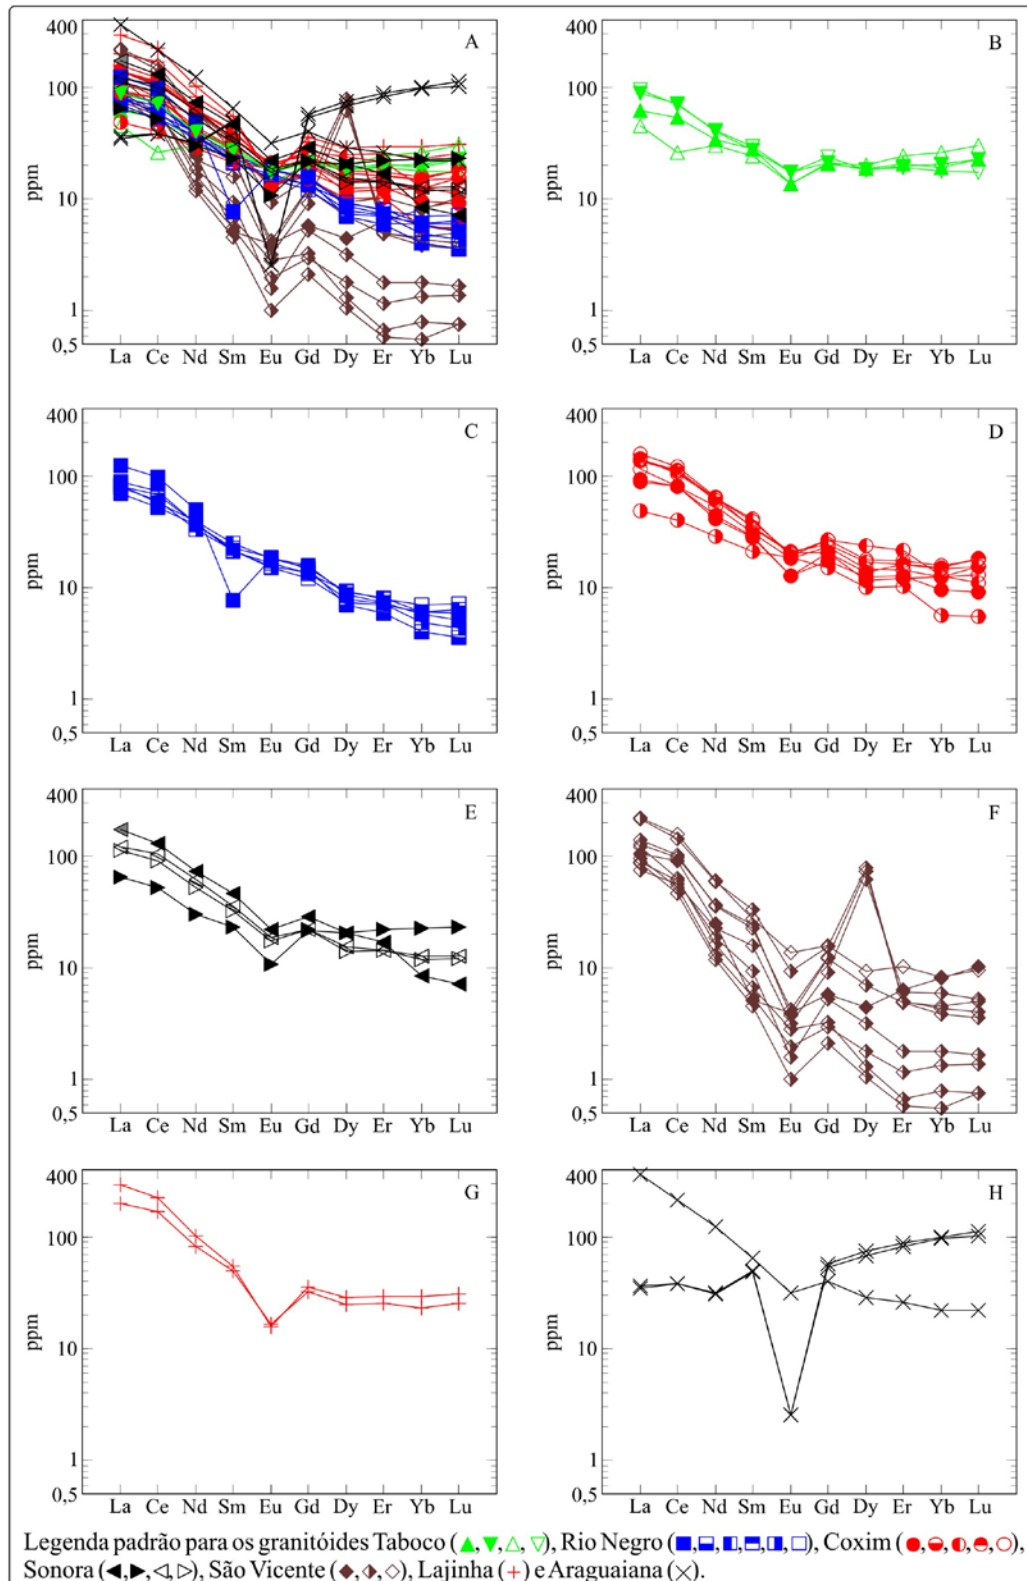 A
400
100
10
1
0,5
ppm
La Ce Nd Sm Eu Gd Dy Er Yb Lu
B
400
100
10
1
0,5
ppm
La Ce Nd Sm Eu Gd Dy Er Yb Lu
C
400
100
10
1
0,5
ppm
La Ce Nd Sm Eu Gd Dy Er Yb Lu
D
400
100
10
1
0,5
ppm
La Ce Nd Sm Eu Gd Dy Er Yb Lu
E
400
100
10
1
0,5
ppm
La Ce Nd Sm Eu Gd Dy Er Yb Lu
F
400
100
10
1
0,5
ppm
La Ce Nd Sm Eu Gd Dy Er Yb Lu
G
400
100
10
1
0,5
ppm
La Ce Nd Sm Eu Gd Dy Er Yb Lu
H
400
100
10
1
0,5
ppm
La Ce Nd Sm Eu Gd Dy Er Yb Lu
Legenda padrão para os granitóides Taboco (▲,▼,△,▽), Rio Negro (■,⬓,◧,⬒,◨,□), Coxim (●,◒,◑,◓,○),
Sonora (◀,▶,◁,▷), São Vicente (◆,⬗,◇), Lajinha (+) e Araguaiana (×).